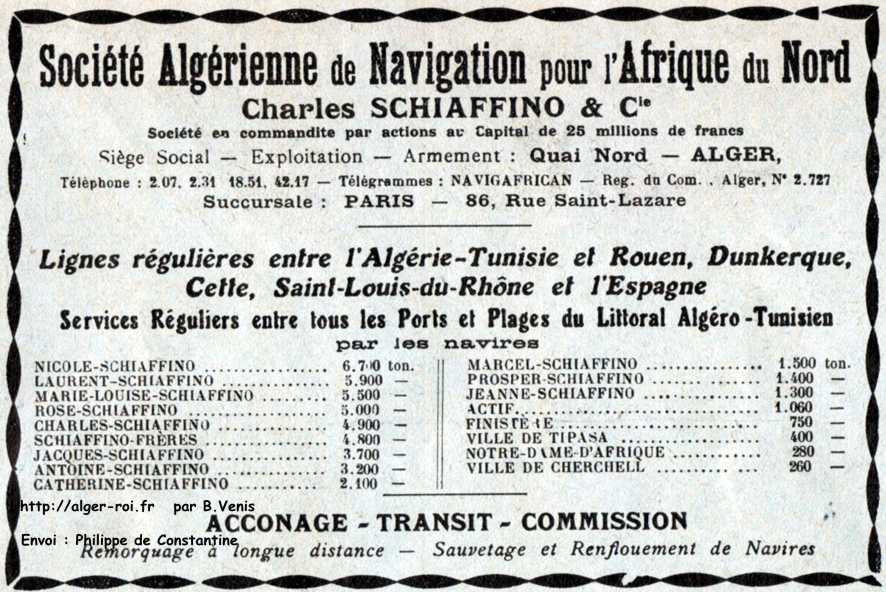 Société Algérienne de Navigation pour l'Afrique du Nord
Charles SCHIAFFINO & Cie
Société en commandite par actions au Capital de 25 millions de francs
Siège Social — Exploitation — Armement : Quai Nord — ALGER,
Téléphone : 2.07. 2.31 18.51. 42.17 — Télégrammes : NAVIGAFRICAN — Reg. du Com. . Alger, N° 2.727
Succursale : PARIS — 86, Rue Saint-Lazare
Lignes régulières entre l'Algérie-Tunisie et Rouen, Dunkerque,
Cette, Saint-Louis-du-Rhône et l'Espagne
Services Réguliers entre tous les Ports et Plages du Littoral Algéro-Tunisien
par les navires
NICOLE-SCHIAFFINO ................ 6.700 ton.
LAURENT-SCHIAFFINO .............. 5.900 —
MARIE-LOUISE-SCHIAFFINO ......... 5.500 —
ROSE-SCHIAFFINO .................. 5.000 —
CHARLES-SCHIAFFINO .............. 4.900 —
SCHIAFFINO-FRÈRES ............... 4.800 —
JACQUES-SCHIAFFINO .............. 3.700 —
ANTOINE-SCHIAFFINO .............. 3.200 —
CATHERINE-SCHIAFFINO ............ 2.100 —
MARCEL-SCHIAFFINO ............... 1.500 ton.
PROSPER-SCHIAFFINO .............. 1.400 —
JEANNE-SCHIAFFINO ............... 1.300 —
ACTIF............................ 1.060 —
FINISTÈRE ....................... 750 —
VILLE DE TIPASA ................. 400 —
NOTRE-DAME-D'AFRIQUE ............ 280 —
VILLE DE CHERCHELL .............. 260 —
http://alger-roi.fr par B.Venis
ACCONAGE - TRANSIT - COMMISSION
Envoi : Philippe de Constantine
Remorquage à longue distance — Sauvetage et Renflouement de Navires